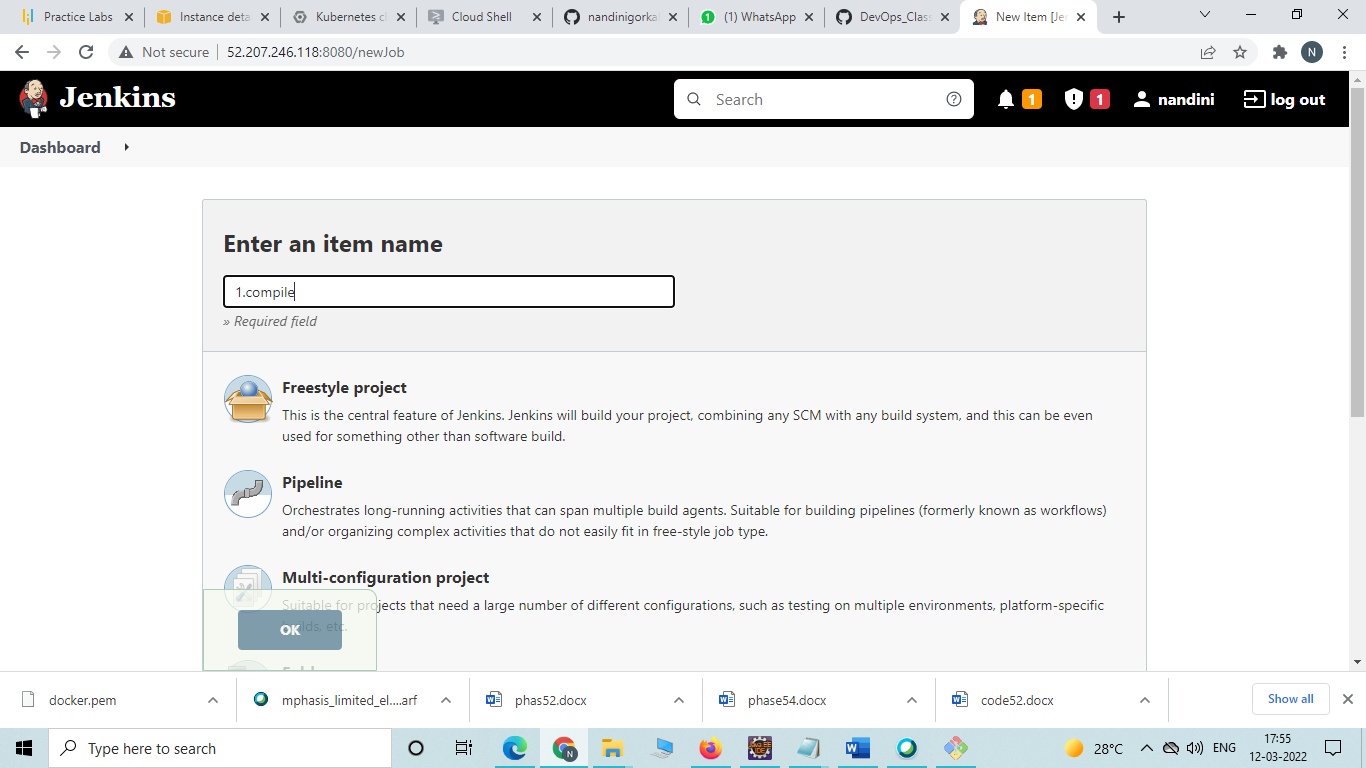 Practice Labs
Instance deta
Kubernetes cl
Cloud Shell
nandinigorka
(1) WhatsApp
DevOps_Class
New Item [Jen
Not secure
52.207.246.118:8080/newJob
N
Jenkins
Search
1
1
nandini
log out
Dashboard
Enter an item name
1.compile
» Required field
Freestyle project
This is the central feature of Jenkins. Jenkins will build your project, combining any SCM with any build system, and this can be even
used for something other than software build.
Pipeline
Orchestrates long-running activities that can span multiple build agents. Suitable for building pipelines (formerly known as workflows)
and/or organizing complex activities that do not easily fit in free-style job type.
Multi-configuration project
Suitable for projects that need a large number of different configurations, such as testing on multiple environments, platform-specific
builds, etc.
OK
docker.pem
mphasis_limited_el....arf
phas52.docx
phase54.docx
code52.docx
Show all
Type here to search
28°C
ENG
17:55
12-03-2022